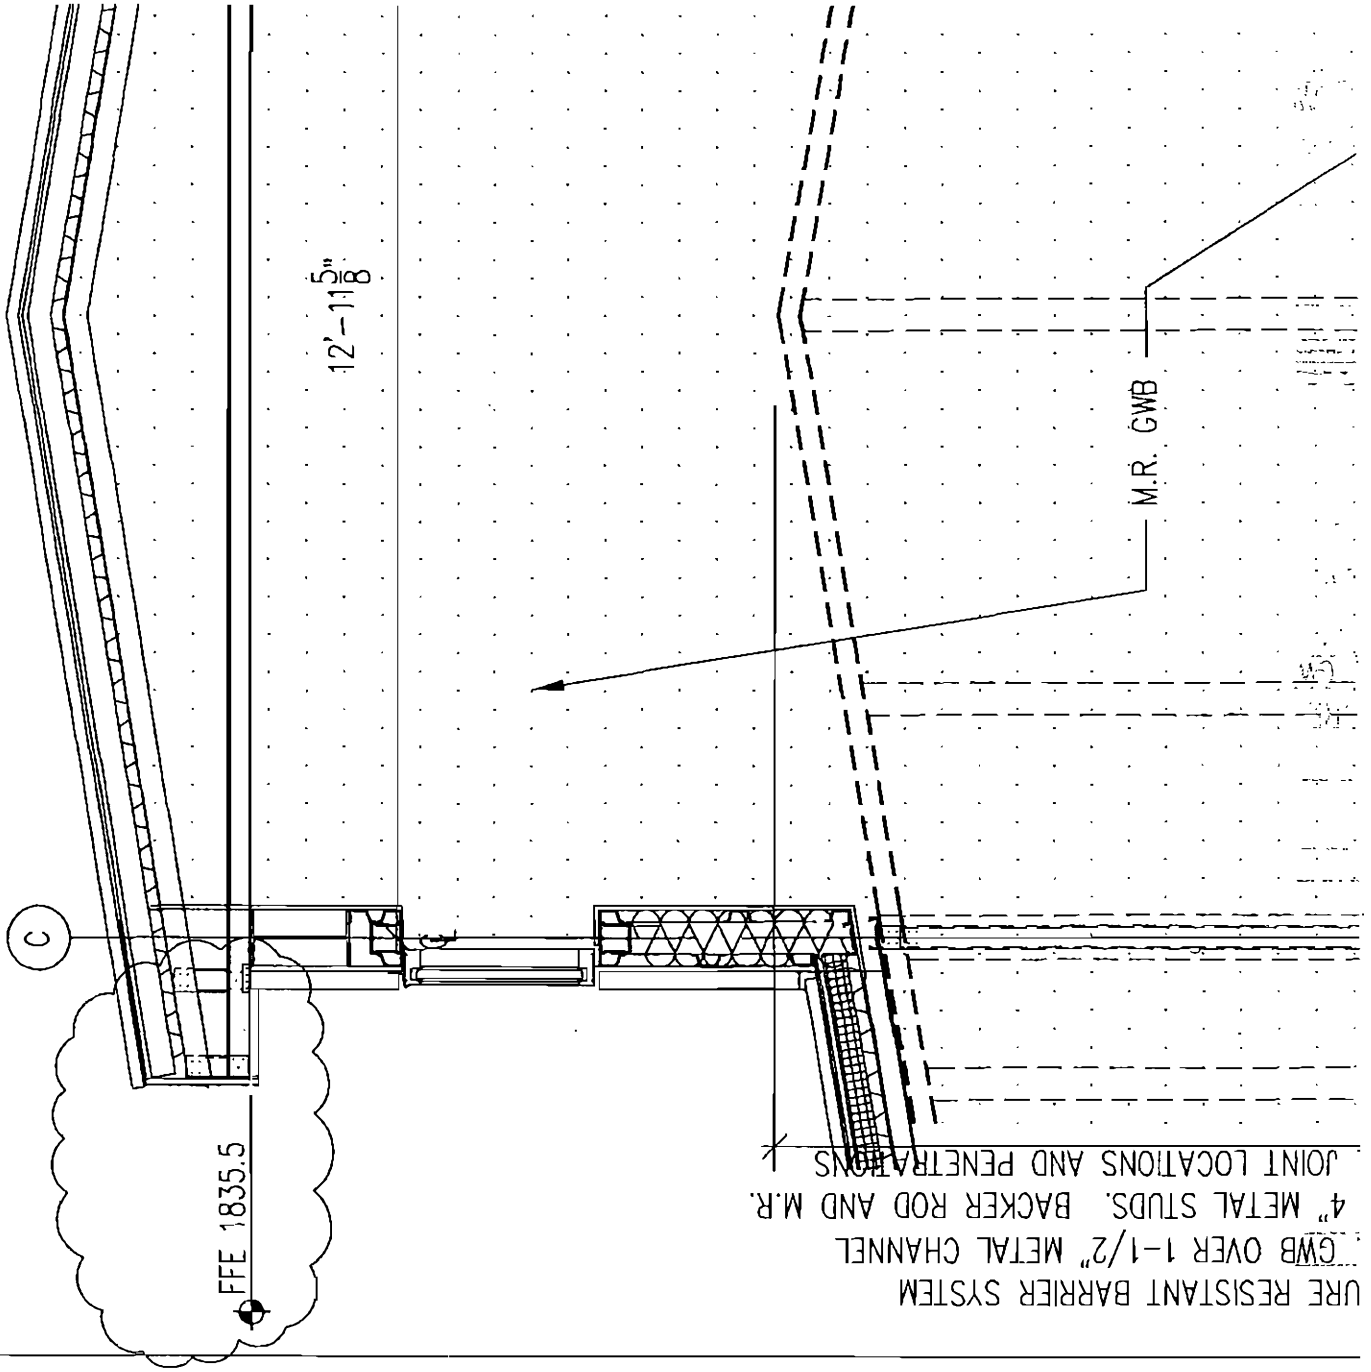 12'-11 5/8"
M.R. GWB
C
FFE 1835.5
URE RESISTANT BARRIER SYSTEM
GWB OVER 1-1/2" METAL CHANNEL
4" METAL STUDS. BACKER ROD AND M.R.
JOINT LOCATIONS AND PENETRATIONS